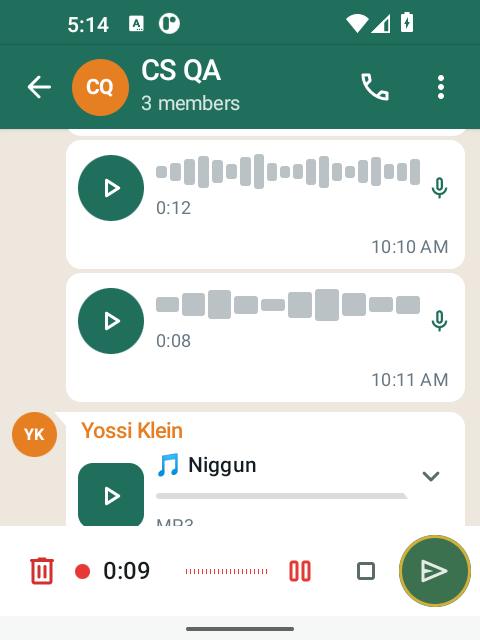 5:14
CQ
CS QA
3 members
0:12
10:10 AM
0:08
10:11 AM
YK
Yossi Klein
🎵 Niggun
MP3
0:09